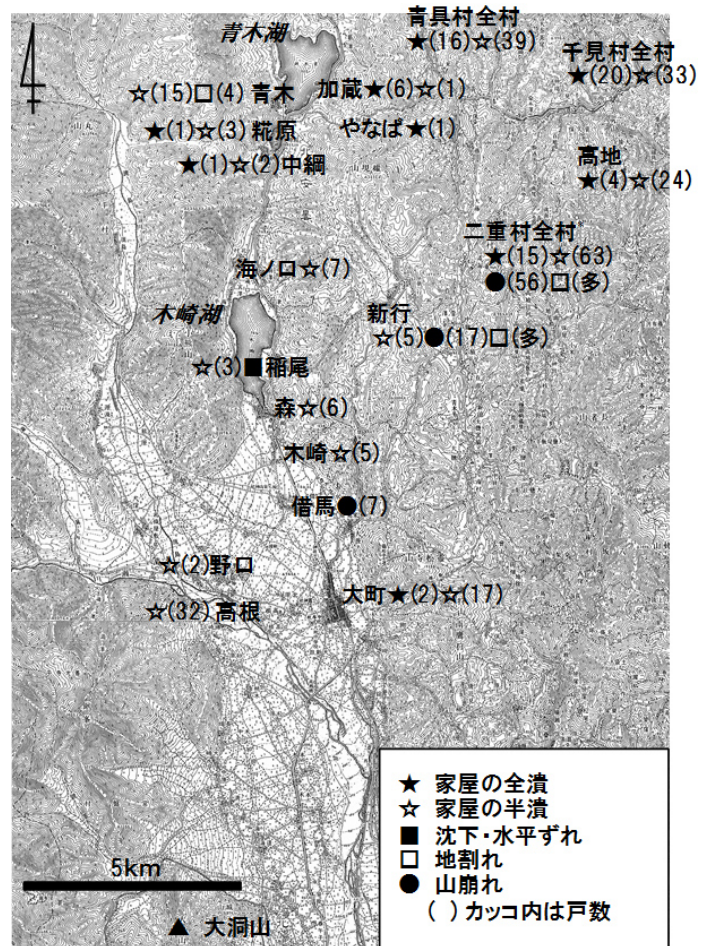 青木湖
青具村全村
★(16)☆(39)
千見村全村
★(20)☆(33)
☆(15)□(4) 青木
加蔵★(6)☆(1)
★(1)☆(3) 糀原
やなば★(1)
★(1)☆(2)中綱
高地
★(4)☆(24)
二重村全村
★(15)☆(63)
●(56)□(多)
海ノ口☆(7)
木崎湖
新行
☆(5)●(17)□(多)
☆(3)■稲尾
森☆(6)
木崎☆(5)
借馬●(7)
☆(2)野口
大町★(2)☆(17)
☆(32)高根
★ 家屋の全潰
☆ 家屋の半潰
■ 沈下・水平ずれ
□ 地割れ
● 山崩れ
( ) カッコ内は戸数
5km
▲ 大洞山